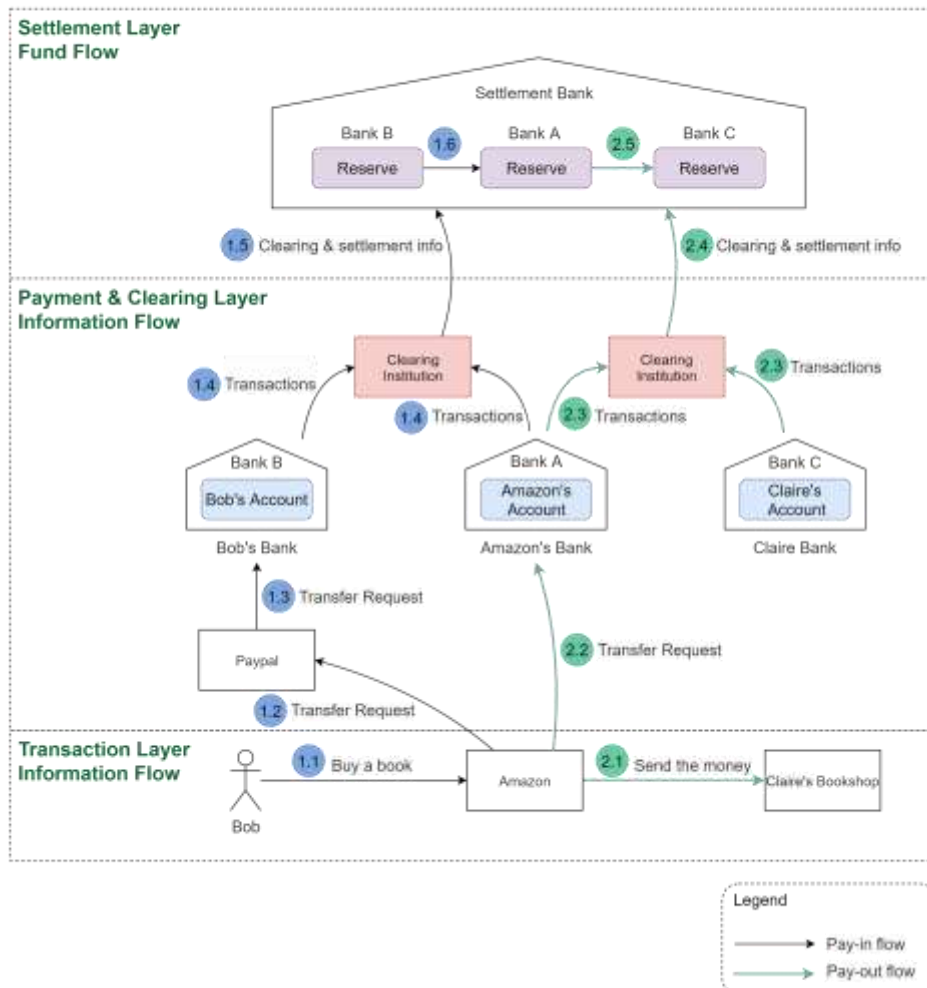 Settlement Layer
Fund Flow
Settlement Bank
Bank B
1.6
Bank A
2.5
Bank C
Reserve
Reserve
Reserve
1.5 Clearing & settlement info
2.4 Clearing & settlement info
Payment & Clearing Layer
Information Flow
Clearing
Institution
Clearing
Institution
1.4 Transactions
2.3 Transactions
1.4 Transactions
2.3 Transactions
Bank B
Bob's Account
Bob's Bank
Bank A
Amazon's
Account
Amazon's Bank
Bank C
Claire's
Account
Claire Bank
1.3 Transfer Request
Paypal
2.2 Transfer Request
1.2 Transfer Request
Transaction Layer
Information Flow
1.1 Buy a book
2.1 Send the money
Bob
Amazon
Claire's Bookshop
Legend
Pay-in flow
Pay-out flow